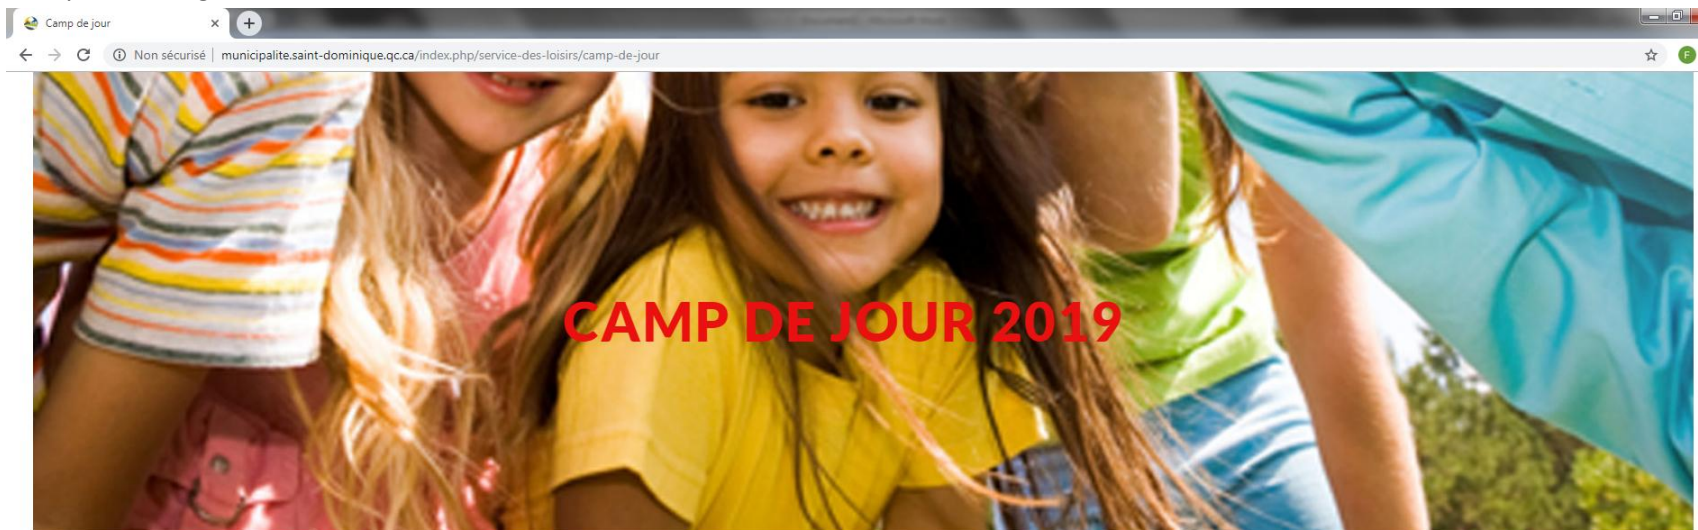 Camp de jour
Non sécurisé | municipalite.saint-dominique.qc.ca/index.php/service-des-loisirs/camp-de-jour
F
CAMP DE JOUR 2019